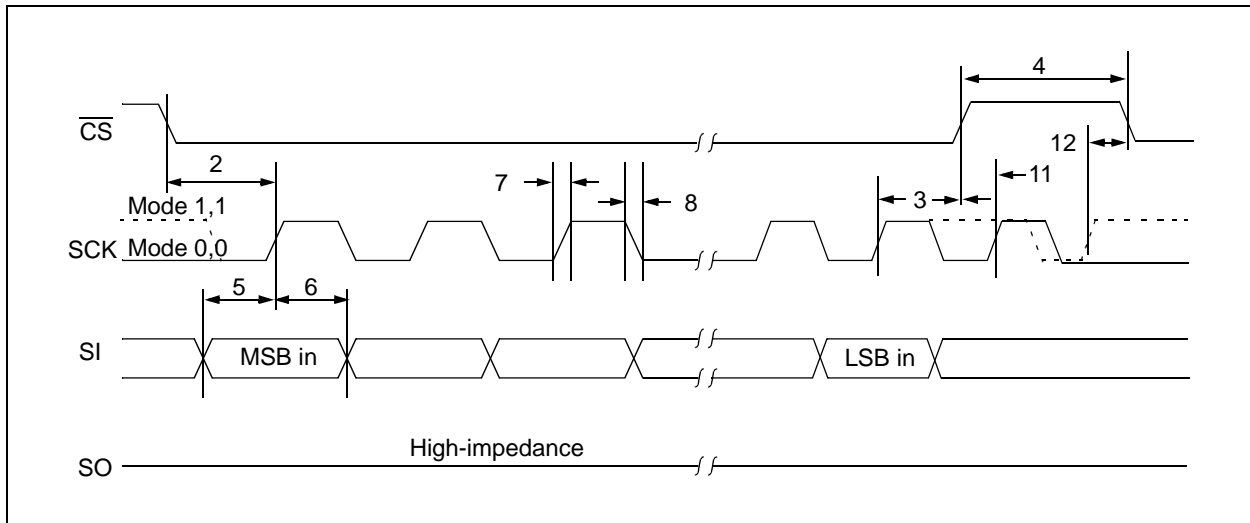 4
CS
12
2
11
7
3
8
Mode 1,1
SCK Mode 0,0
5
6
SI
MSB in
LSB in
High-impedance
SO